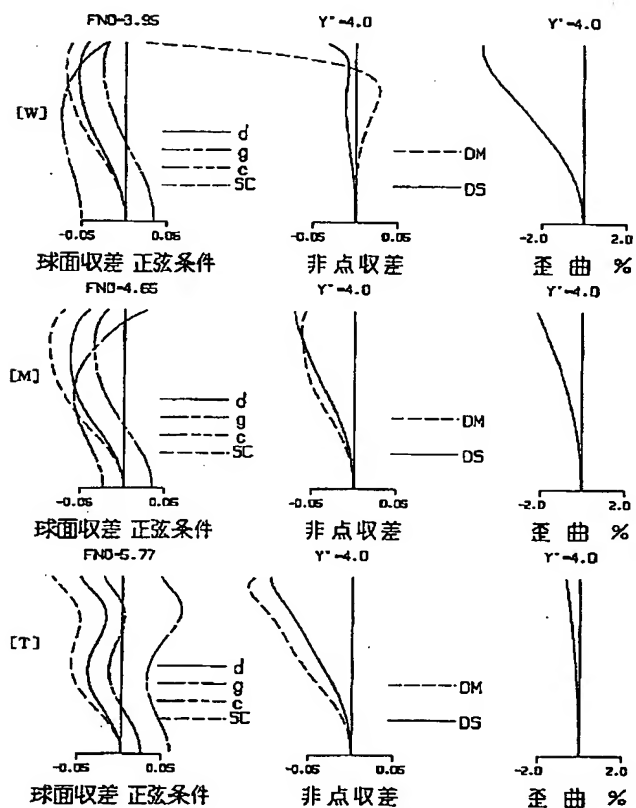 FNO-3.95 Y'-4.0 Y'-4.0
[W]
d
g
c
SC
DM
DS
-0.05 0.05 -0.05 0.05 -2.0 2.0
球面収差 正弦条件 非点収差 歪曲 %
FNO-4.65 Y'-4.0 Y'-4.0
[M]
d
g
c
SC
DM
DS
-0.05 0.05 -0.05 0.05 -2.0 2.0
球面収差 正弦条件 非点収差 歪曲 %
FNO-5.77 Y'-4.0 Y'-4.0
[T]
d
g
c
SC
DM
DS
-0.05 0.05 -0.05 0.05 -2.0 2.0
球面収差 正弦条件 非点収差 歪曲 %